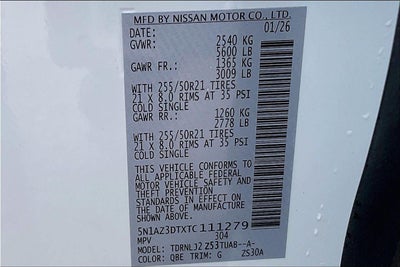 MFD BY NISSAN MOTOR CO., LTD.
DATE: 01/26
GVWR: 2540 KG
5600 LB
GAWR FR.: 1365 KG
3009 LB
WITH 255/50R21 TIRES
21 x 8.0 RIMS AT 35 PSI
COLD SINGLE
GAWR RR.: 1260 KG
2778 LB
WITH 255/50R21 TIRES
21 x 8.0 RIMS AT 35 PSI
COLD SINGLE
THIS VEHICLE CONFORMS TO
ALL APPLICABLE FEDERAL
MOTOR VEHICLE SAFETY AND
THEFT PREVENTION
STANDARDS IN EFFECT ON
THE DATE OF MANUFACTURE
SHOWN ABOVE.
5N1AZ3DTXTC111279
MPV 304
MODEL: TDRNLJ2 Z53TUAB--A-
COLOR: QBE TRIM: G ZS30A